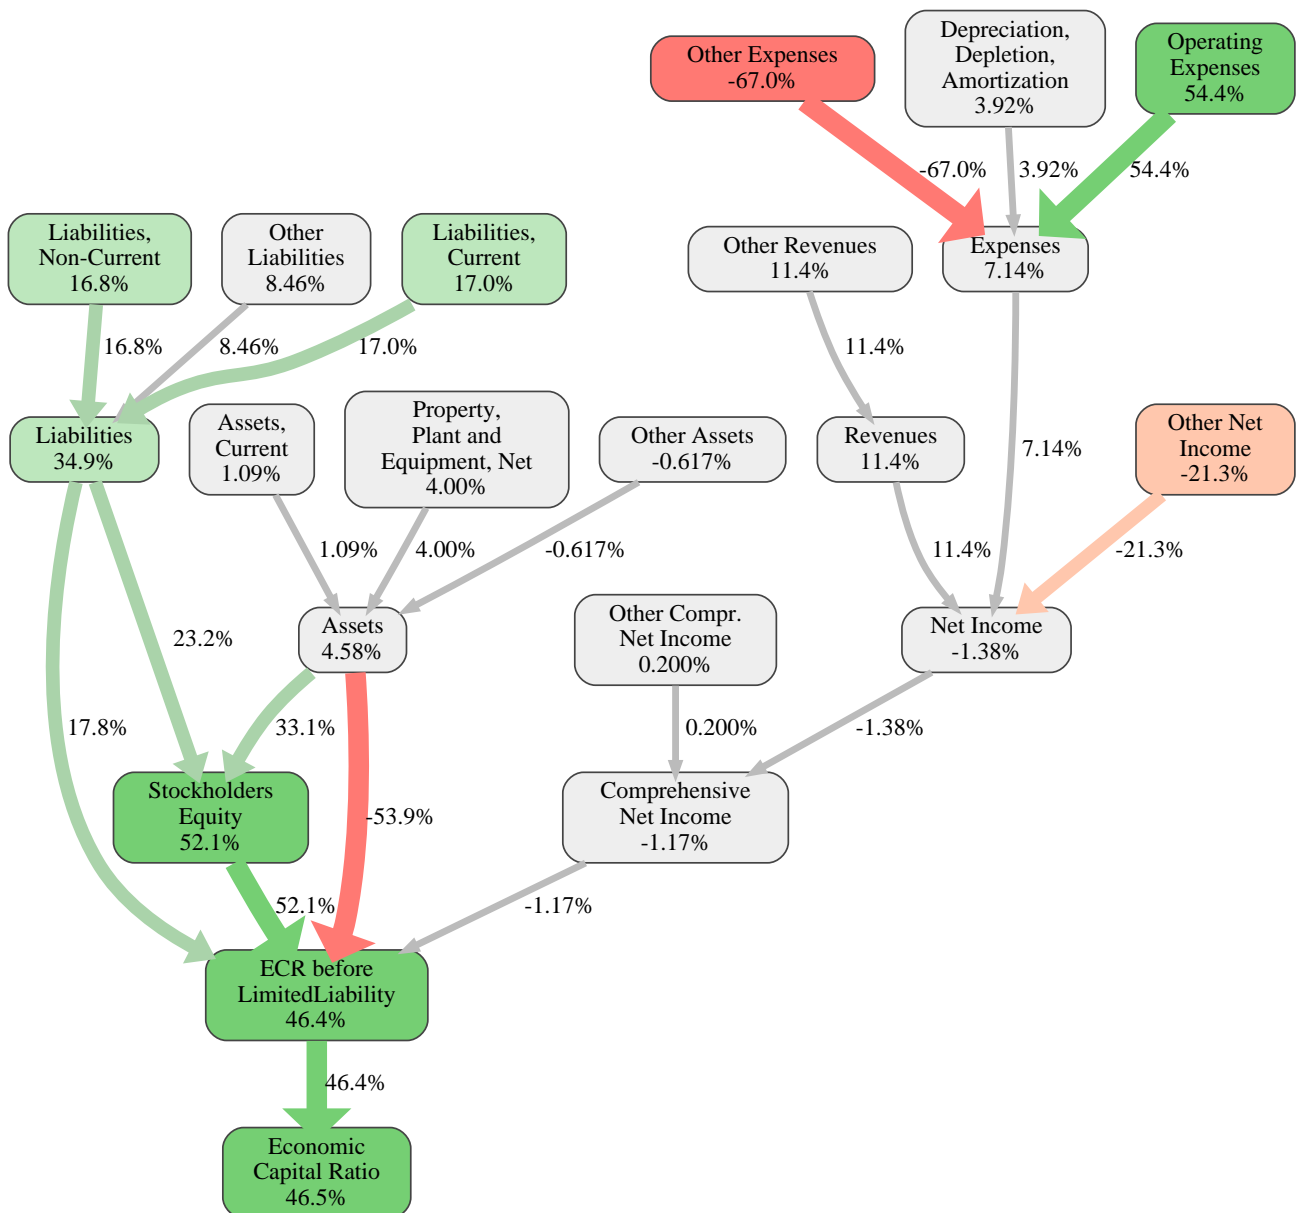 Other Expenses
-67.0%
Depreciation,
Depletion,
Amortization
3.92%
Operating
Expenses
54.4%
-67.0%
3.92%
54.4%
Liabilities,
Non-Current
16.8%
Other
Liabilities
8.46%
Liabilities,
Current
17.0%
Other Revenues
11.4%
Expenses
7.14%
16.8%
8.46%
17.0%
11.4%
Liabilities
34.9%
Assets,
Current
1.09%
Property,
Plant and
Equipment, Net
4.00%
Other Assets
-0.617%
Revenues
11.4%
7.14%
Other Net
Income
-21.3%
1.09%
4.00%
-0.617%
11.4%
-21.3%
23.2%
Assets
4.58%
Other Compr.
Net Income
0.200%
Net Income
-1.38%
17.8%
33.1%
0.200%
-1.38%
Stockholders
Equity
52.1%
-53.9%
Comprehensive
Net Income
-1.17%
52.1%
-1.17%
ECR before
LimitedLiability
46.4%
46.4%
Economic
Capital Ratio
46.5%